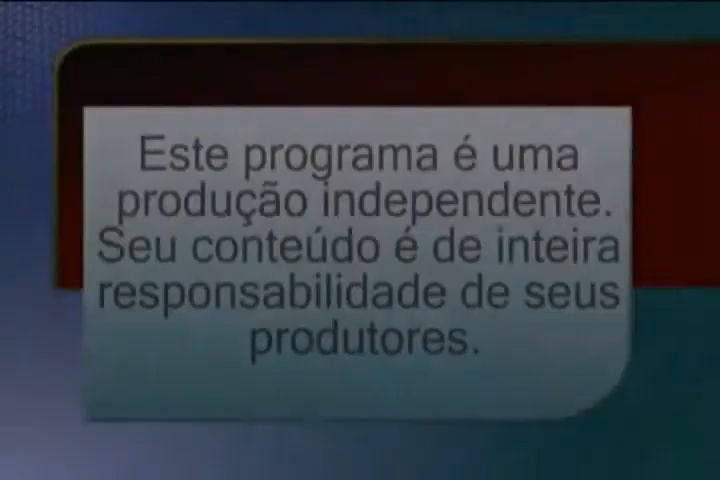 Este programa é uma
produção independente.
Seu conteúdo é de inteira
responsabilidade de seus
produtores.